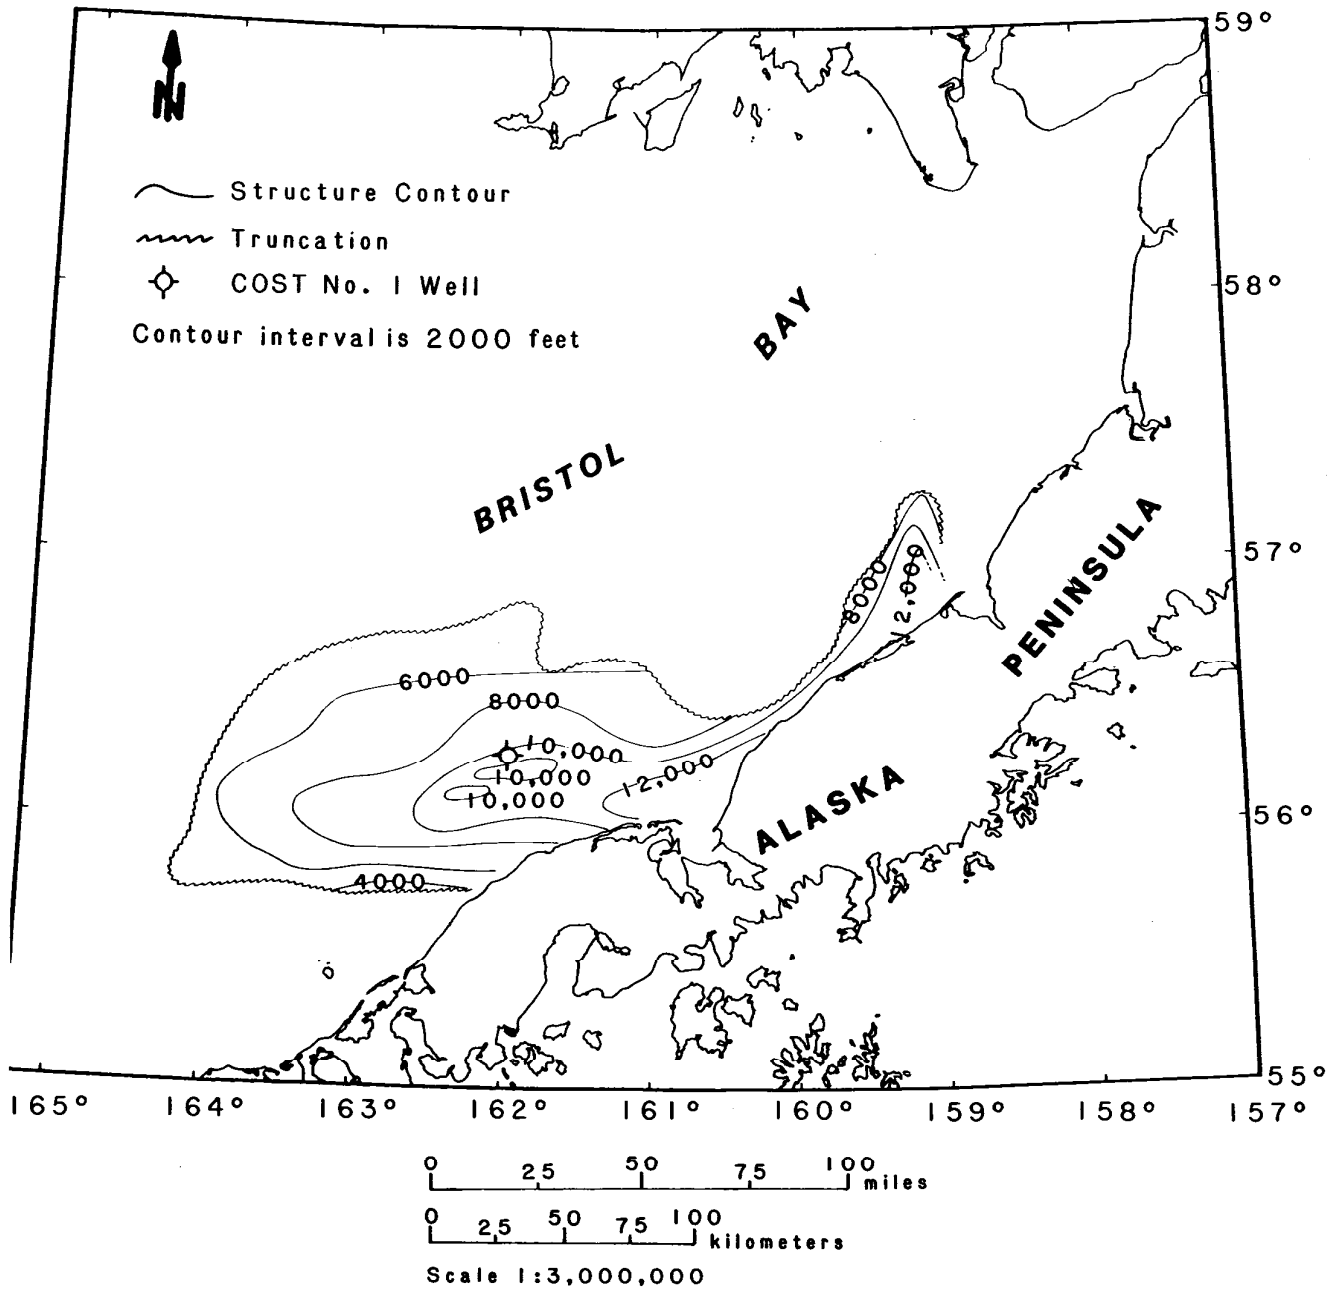 59°
N
Structure Contour
Truncation
COST No. 1 Well
58°
Contour interval is 2000 feet
BAY
BRISTOL
57°
8000
12,000
PENINSULA
6000
8000
10,000
12,000
10,000
10,000
56°
ALASKA
4000
55°
165° 164° 163° 162° 161° 160° 159° 158° 157°
0 25 50 75 100
miles
0 25 50 75 100
kilometers
Scale 1:3,000,000